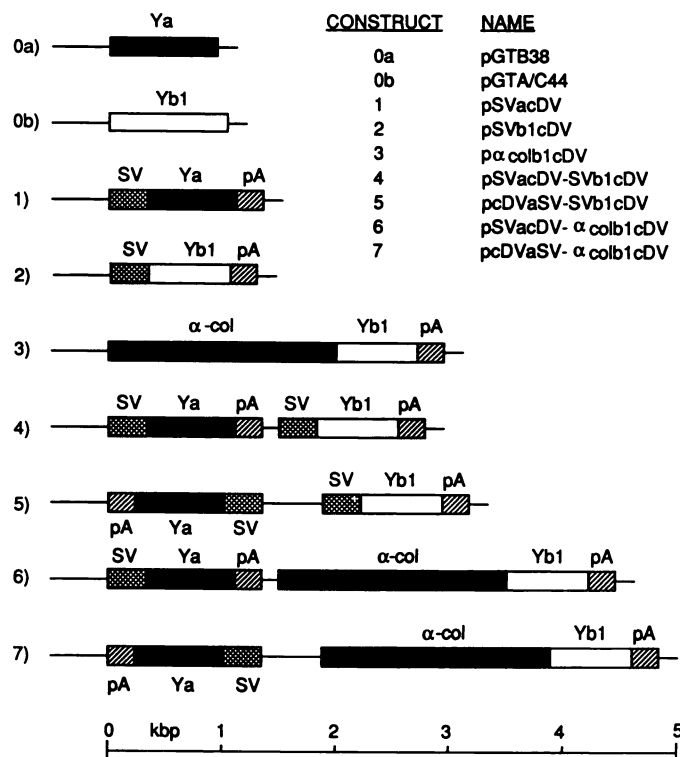 CONSTRUCT NAME
0a pGTB38
0b pGTA/C44
1 pSVacDV
2 pSVb1cDV
3 pαcolb1cDV
4 pSVacDV-SVb1cDV
5 pcDVaSV-SVb1cDV
6 pSVacDV- αcolb1cDV
7 pcDVaSV- αcolb1cDV
Ya
0a)
Yb1
0b)
SV Ya pA
1)
SV Yb1 pA
2)
α-col Yb1 pA
3)
SV Ya pA SV Yb1 pA
4)
SV Yb1 pA
5)
pA Ya SV
SV Ya pA α-col Yb1 pA
6)
α-col Yb1 pA
7)
pA Ya SV
0 kbp 1 2 3 4 5